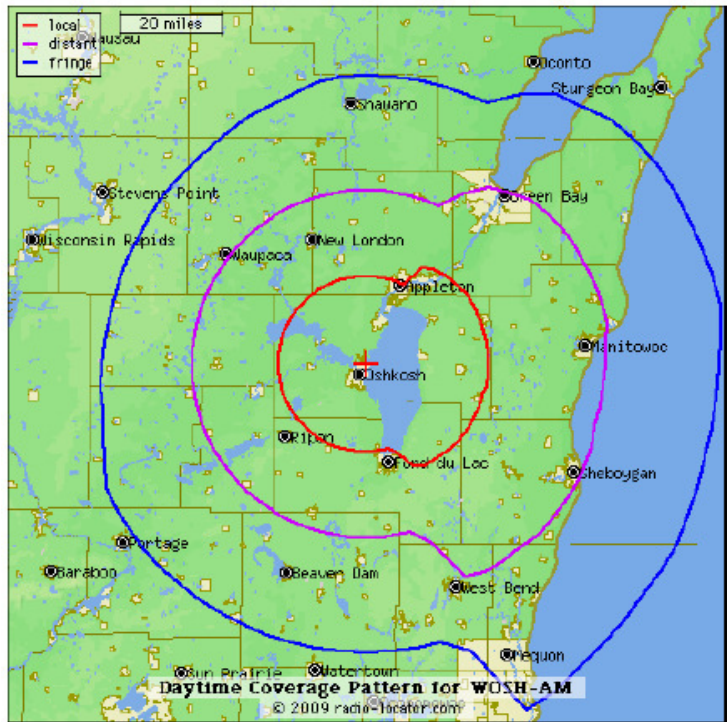 local
20 miles
distant
fringe
Wausau
Oconto
Sturgeon Bay
Shawano
Stevens Point
Green Bay
Wisconsin Rapids
New London
Waupaca
Appleton
Manitowoc
Oshkosh
Ripon
Fond du Lac
Sheboygan
Portage
Baraboo
Beaver Dam
West Bend
Mequon
Sun Prairie
Watertown
Daytime Coverage Pattern for WOSH-AM
© 2009 radio-locator.com